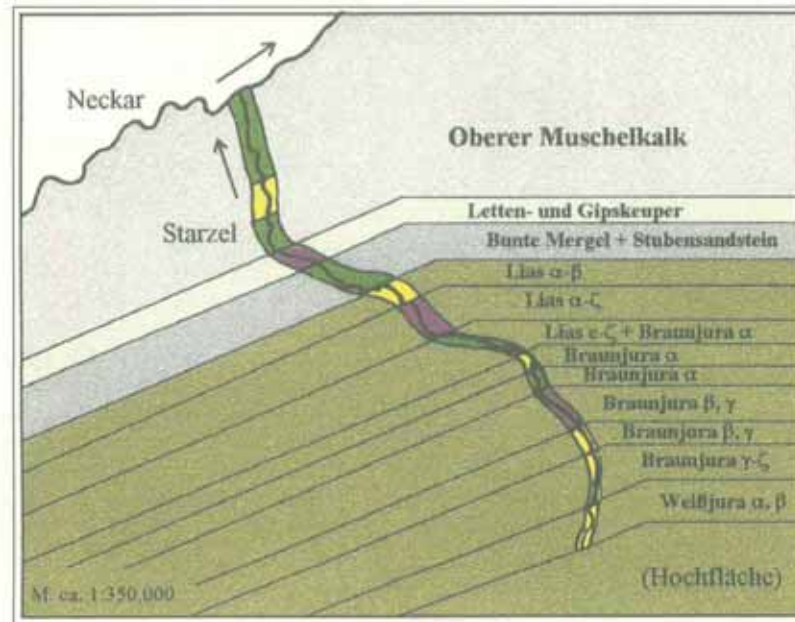 Neckar
Oberer Muschelkalk
Starzel
Letten- und Gipskeuper
Bunte Mergel + Stubensandstein
Lias α-β
Lias α-ζ
Lias ε-ζ + Braunjura α
Braunjura α
Braunjura α
Braunjura β, γ
Braunjura β, γ
Braunjura γ-ζ
Weißjura α, β
(Hochfläche)
M. ca. 1:350.000